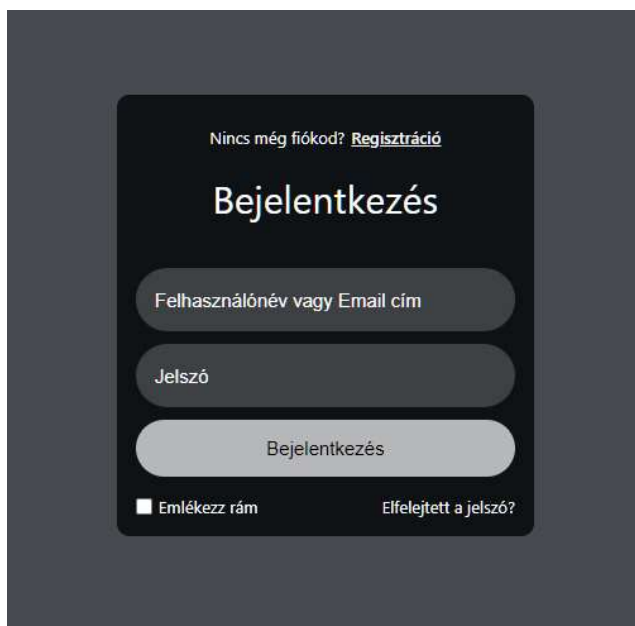 Nincs még fiókod? Regisztráció
Bejelentkezés
Felhasználónév vagy Email cím
Jelszó
Bejelentkezés
Emlékezz rám Elfelejtett a jelszó?